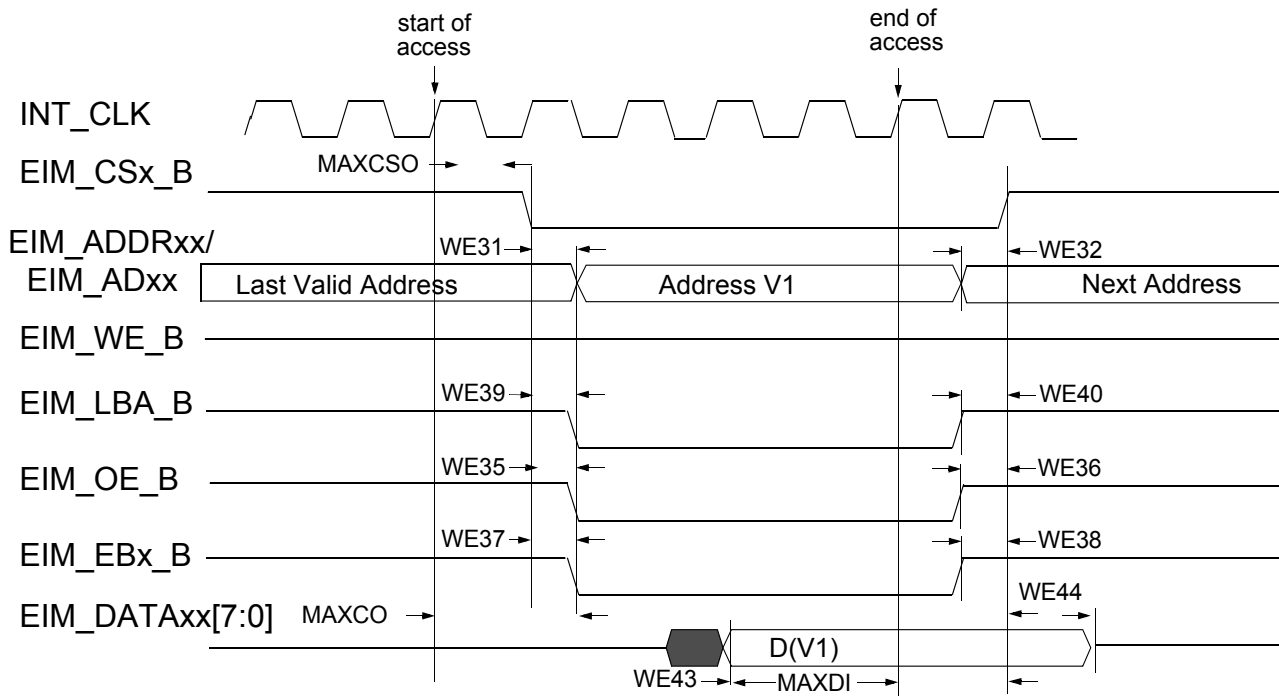 start of
access
end of
access
INT_CLK
MAXCSO
EIM_CSx_B
EIM_ADDRxx/
EIM_ADxx
WE31
WE32
Last Valid Address
Address V1
Next Address
EIM_WE_B
WE39
WE40
EIM_LBA_B
WE35
WE36
EIM_OE_B
WE37
WE38
EIM_EBx_B
WE44
EIM_DATAxx[7:0]
MAXCO
D(V1)
WE43
MAXDI